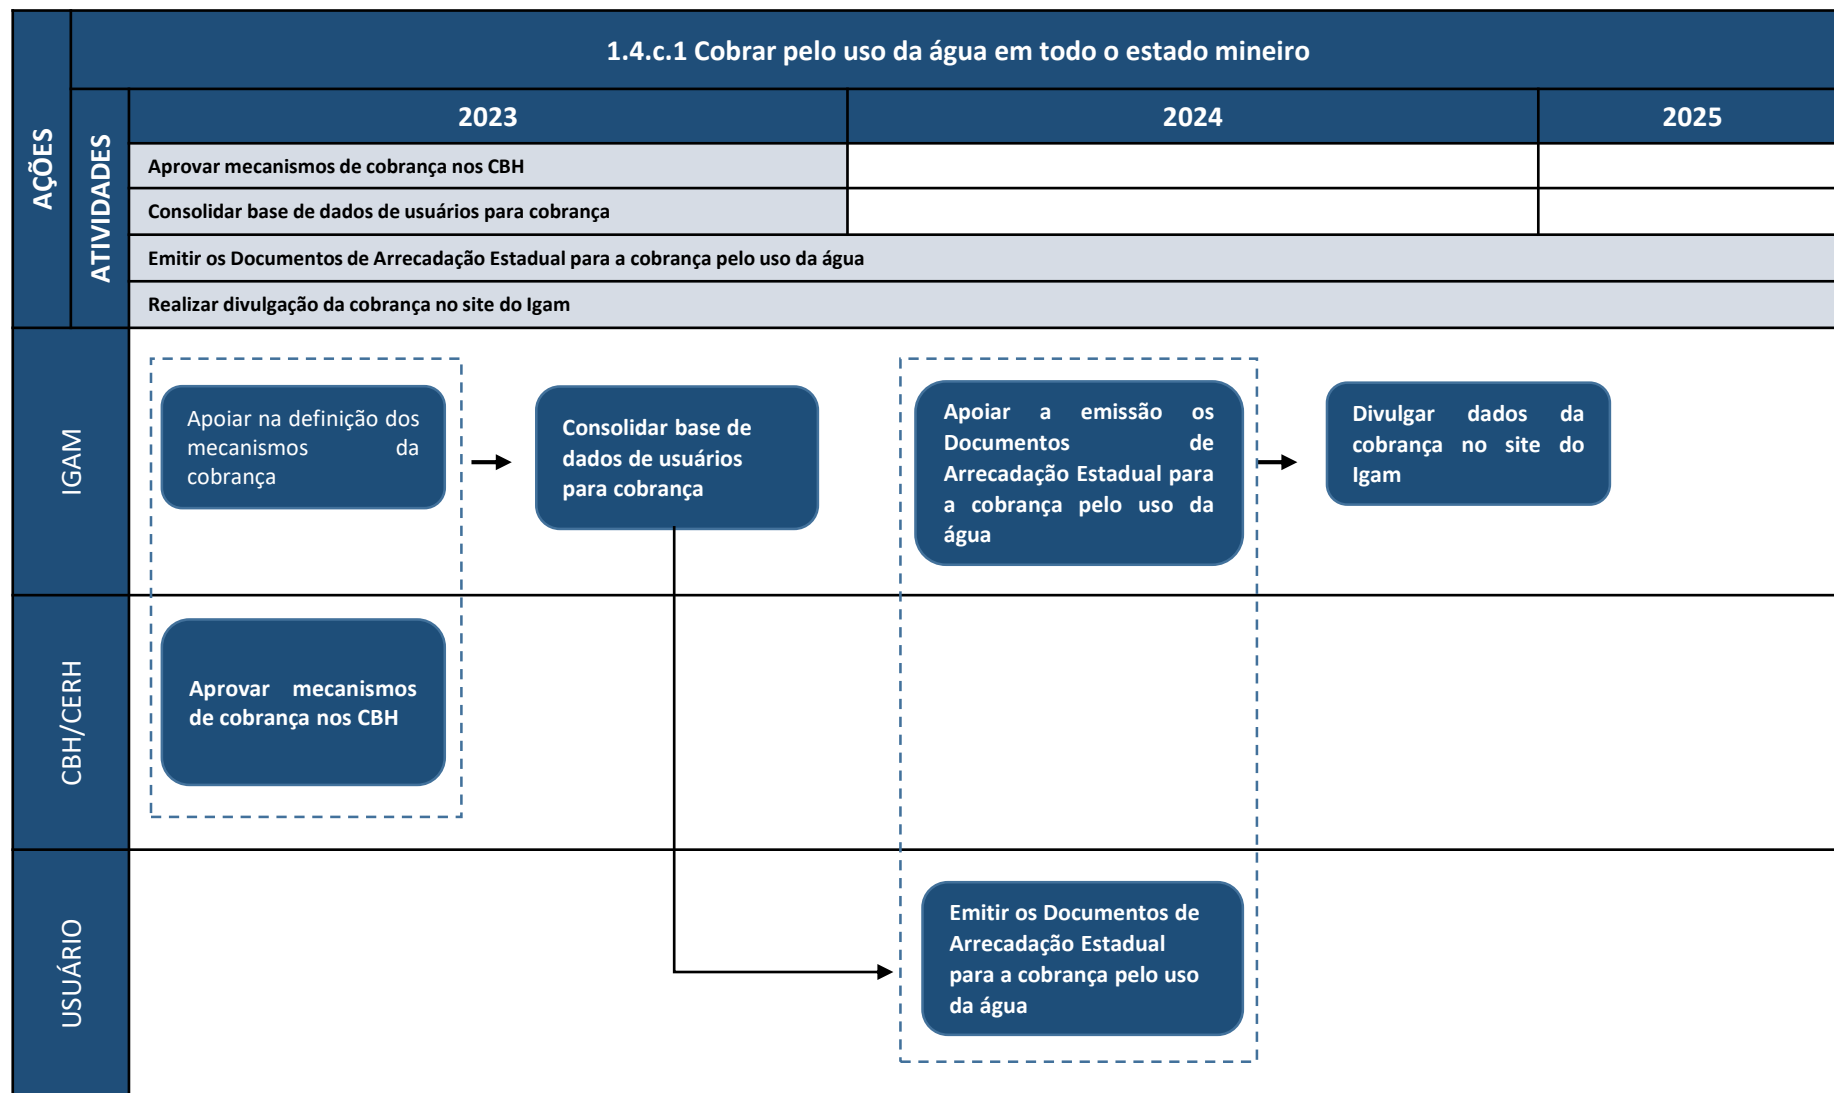 1.4.c.1 Cobrar pelo uso da água em todo o estado mineiro
AÇÕES
ATIVIDADES
2023
2024
2025
Aprovar mecanismos de cobrança nos CBH
Consolidar base de dados de usuários para cobrança
Emitir os Documentos de Arrecadação Estadual para a cobrança pelo uso da água
Realizar divulgação da cobrança no site do Igam
IGAM
Apoiar na definição dos
mecanismos da
cobrança
Consolidar base de
dados de usuários
para cobrança
Apoiar a emissão os
Documentos de
Arrecadação Estadual para
a cobrança pelo uso da
água
Divulgar dados da
cobrança no site do
Igam
CBH/CERH
Aprovar mecanismos
de cobrança nos CBH
USUÁRIO
Emitir os Documentos de
Arrecadação Estadual
para a cobrança pelo uso
da água